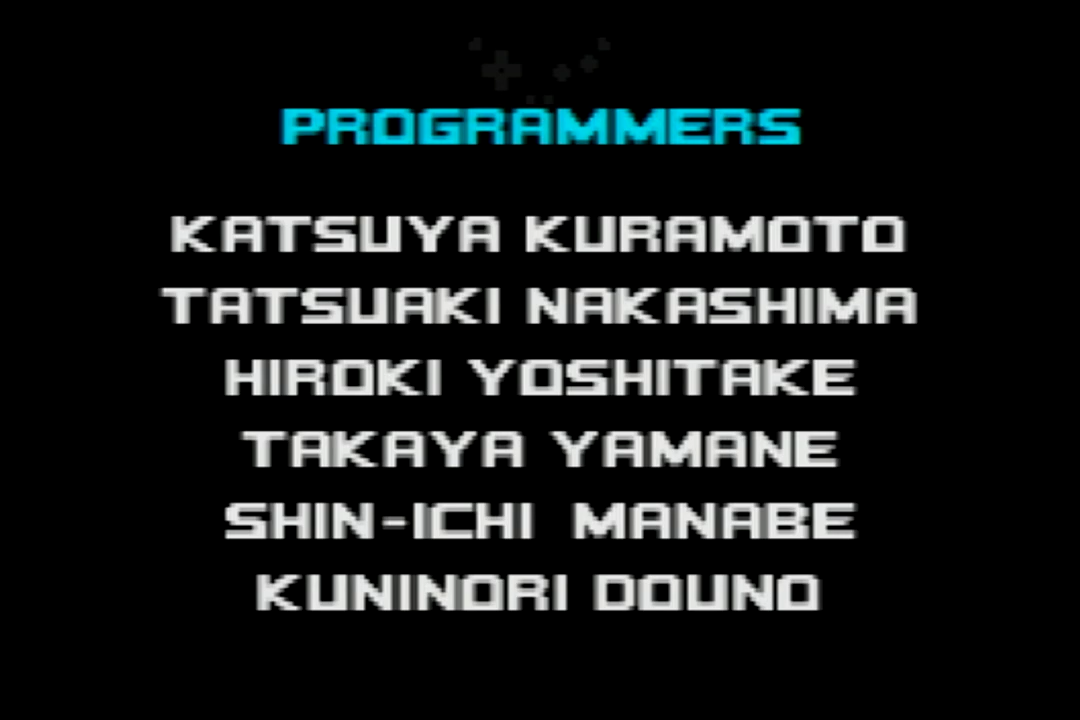 PROGRAMMERS
KATSUYA KURAMOTO
TATSUAKI NAKASHIMA
HIROKI YOSHITAKE
TAKAYA YAMANE
SHIN-ICHI MANABE
KUNINORI DOUNO